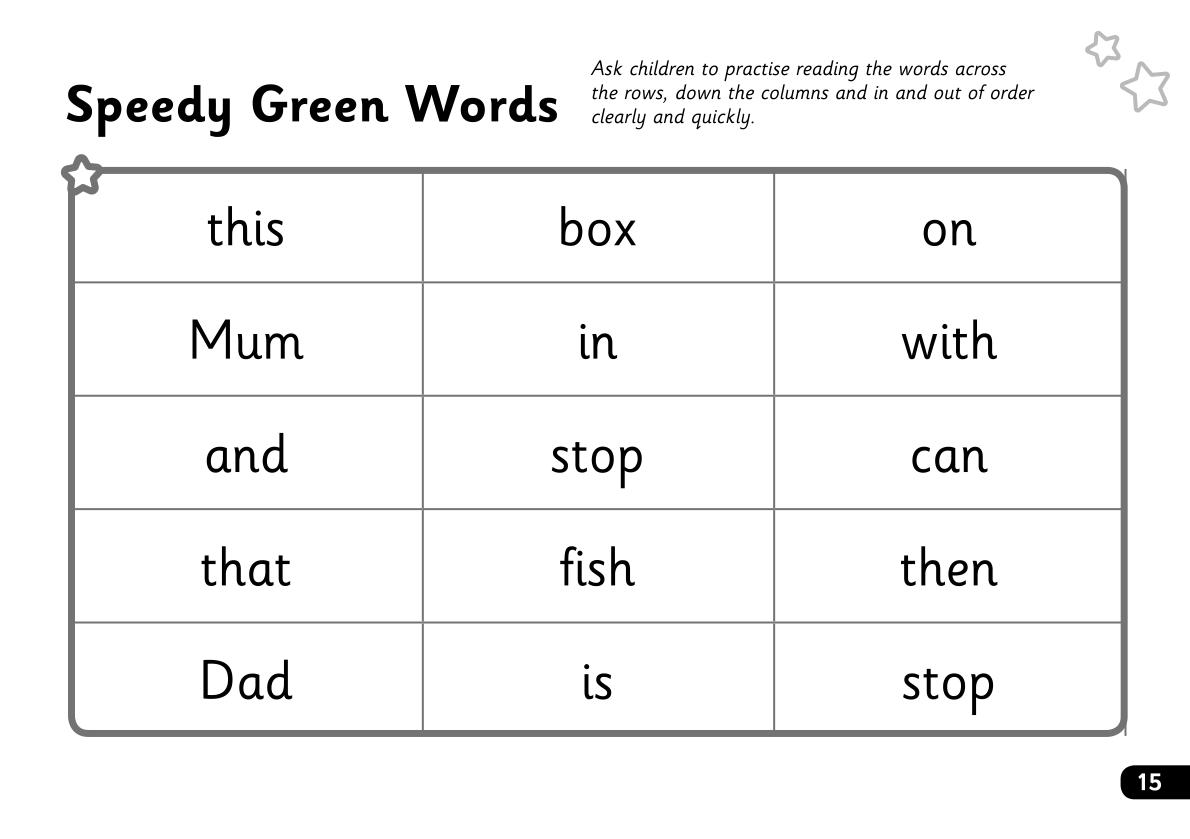 Speedy Green Words
Ask children to practise reading the words across
the rows, down the columns and in and out of order
clearly and quickly.
this box on
Mum in with
and stop can
that fish then
Dad is stop
15